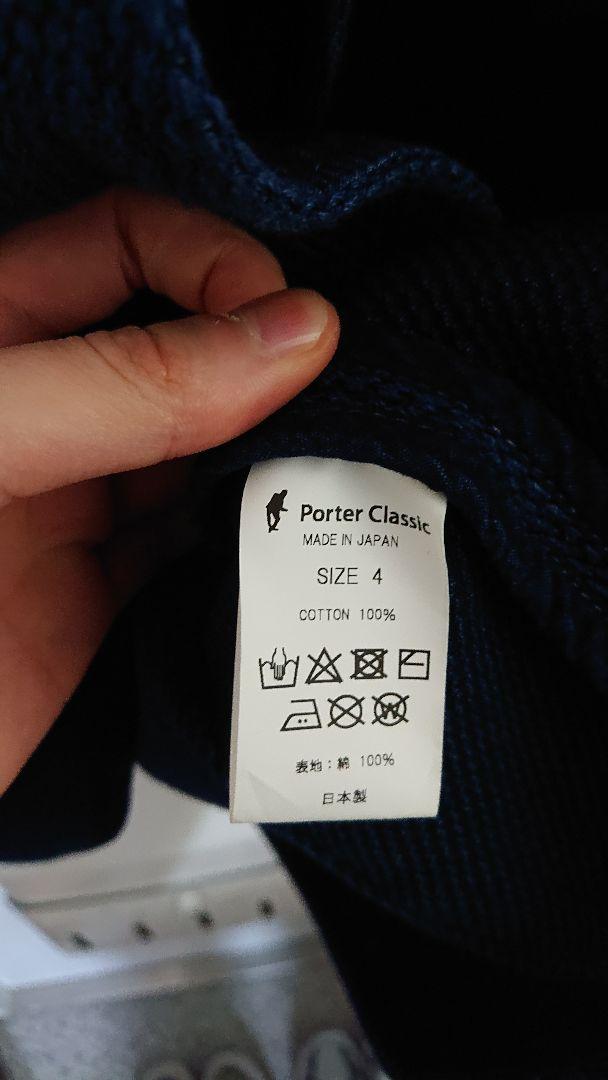 Porter Classic
MADE IN JAPAN
SIZE 4
COTTON 100%
表地：綿 100%
日本製